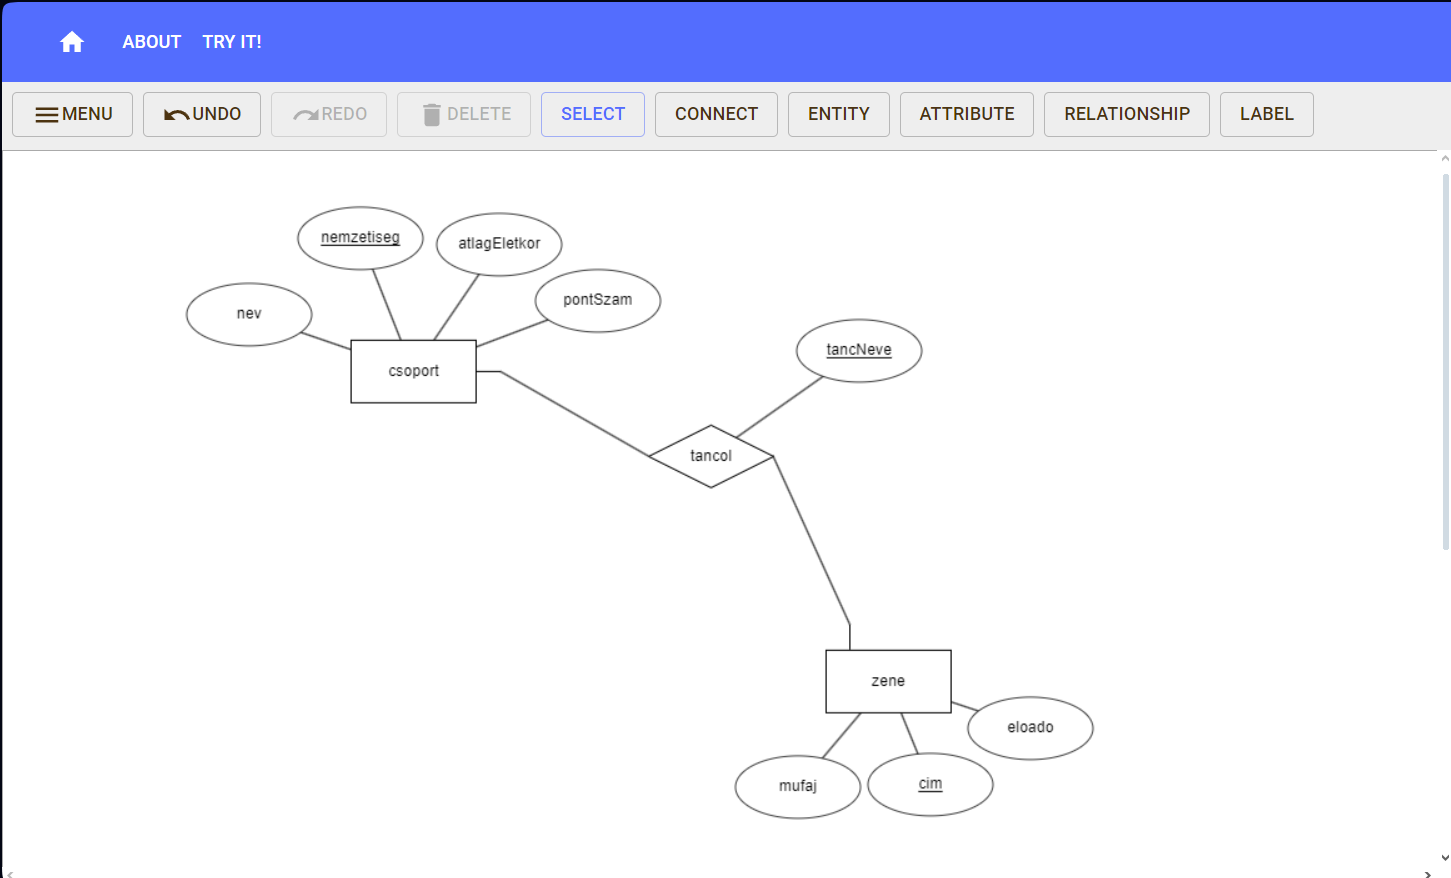 ABOUT TRY IT!
MENU UNDO REDO DELETE SELECT CONNECT ENTITY ATTRIBUTE RELATIONSHIP LABEL
nemzetiseg
atlagEletkor
pontSzam
nev
csoport
tancNeve
tancol
zene
eloado
mufaj
cim